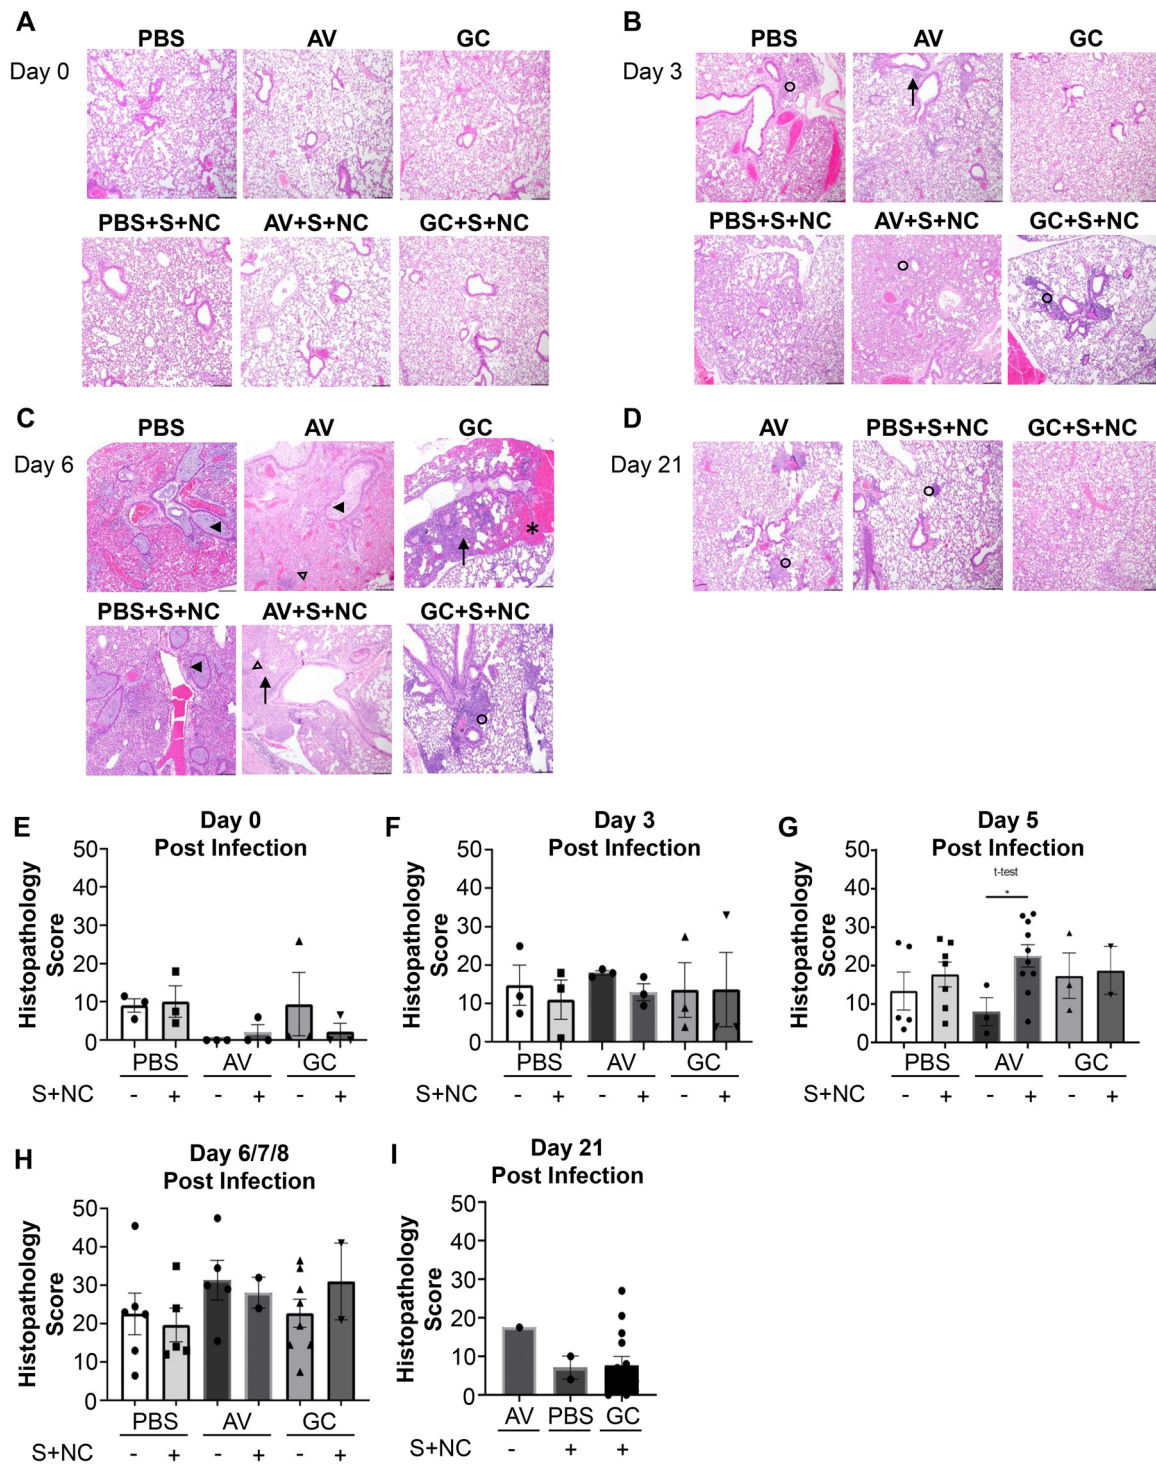 A
PBS AV GC
Day 0
PBS+S+NC AV+S+NC GC+S+NC
B
PBS AV GC
Day 3
PBS+S+NC AV+S+NC GC+S+NC
C
PBS AV GC
Day 6
*
PBS+S+NC AV+S+NC GC+S+NC
D
AV PBS+S+NC GC+S+NC
Day 21
E
Day 0
Post Infection
Histopathology
Score
50
40
30
20
10
0
PBS AV GC
S+NC - + - + - +
F
Day 3
Post Infection
Histopathology
Score
50
40
30
20
10
0
PBS AV GC
S+NC - + - + - +
G
Day 5
Post Infection
t-test
*
Histopathology
Score
50
40
30
20
10
0
PBS AV GC
S+NC - + - + - +
H
Day 6/7/8
Post Infection
Histopathology
Score
50
40
30
20
10
0
PBS AV GC
S+NC - + - + - +
I
Day 21
Post Infection
Histopathology
Score
50
40
30
20
10
0
AV PBS GC
S+NC - + +